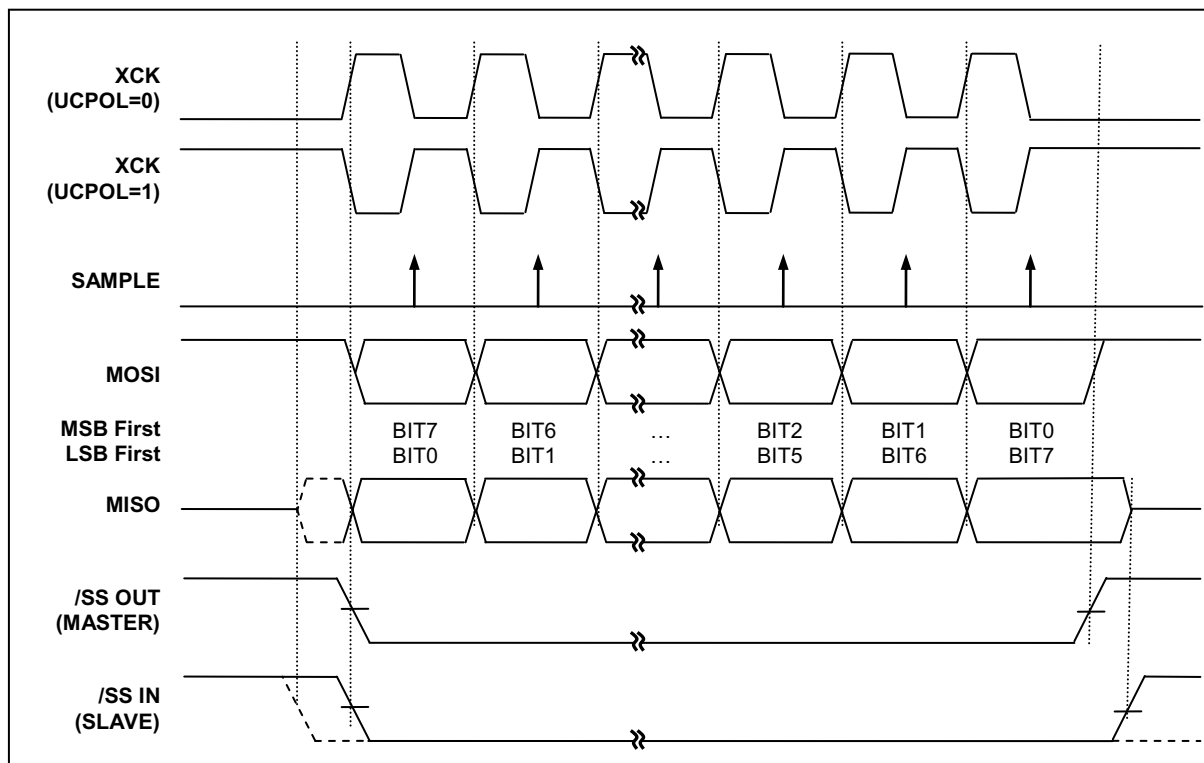 XCK
(UCPOL=0)
XCK
(UCPOL=1)
SAMPLE
MOSI
MSB First BIT7 BIT6 … BIT2 BIT1 BIT0
LSB First BIT0 BIT1 … BIT5 BIT6 BIT7
MISO
/SS OUT
(MASTER)
/SS IN
(SLAVE)